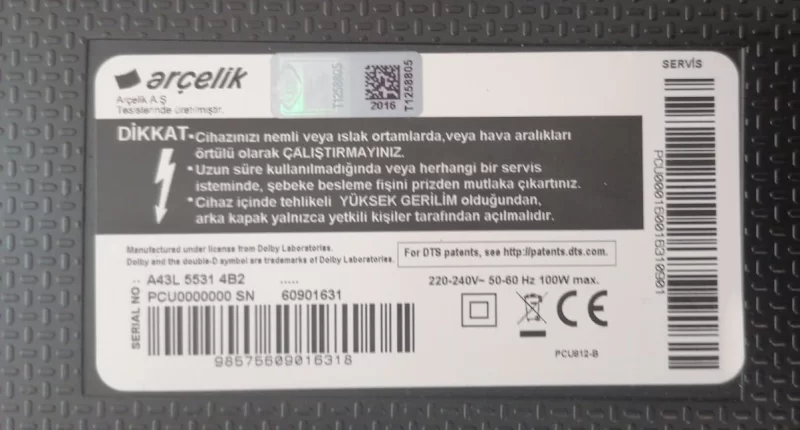 arçelik
Arçelik A.Ş
Tesislerinde üretilmiştir.
T1258805
2016
T1258805
SERVİS
DİKKAT •Cihazınızı nemli veya ıslak ortamlarda,veya hava aralıkları
örtülü olarak ÇALIŞTIRMAYINIZ.
•Uzun süre kullanılmadığında veya herhangi bir servis
isteminde, şebeke besleme fişini prizden mutlaka çıkartınız.
•Cihaz içinde tehlikeli YÜKSEK GERİLİM olduğundan,
arka kapak yalnızca yetkili kişiler tarafından açılmalıdır.
Manufactured under license from Dolby Laboratories.
Dolby and the double-D symbol are trademarks of Dolby Laboratories.
For DTS patents, see http://patents.dts.com.
SERIAL NO :
A43L 5531 4B2 .....
PCU0000000 SN 60901631
98575609016318
220-240V~ 50-60 Hz 100W max.
CE
PCU812-B